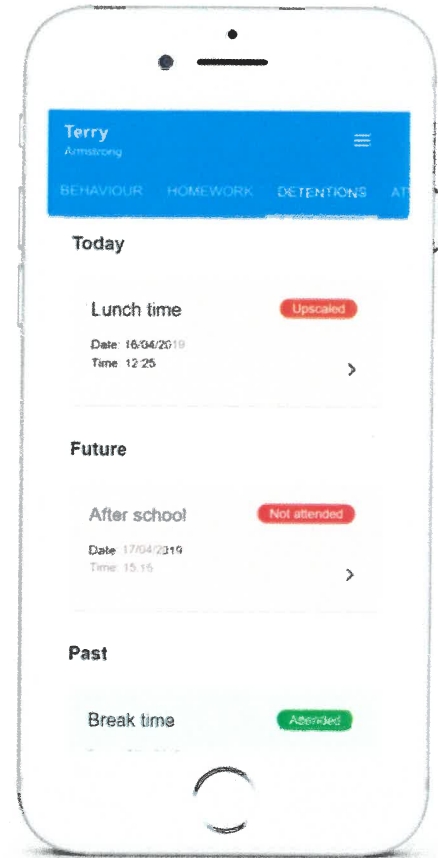 Terry
Armstrong
BEHAVIOUR HOMEWORK DETENTIONS
Today
Lunch time Upscaled
Date: 16/04/2019
Time: 12:25
Future
After school Not attended
Date: 17/04/2019
Time: 15:15
Past
Break time Attended